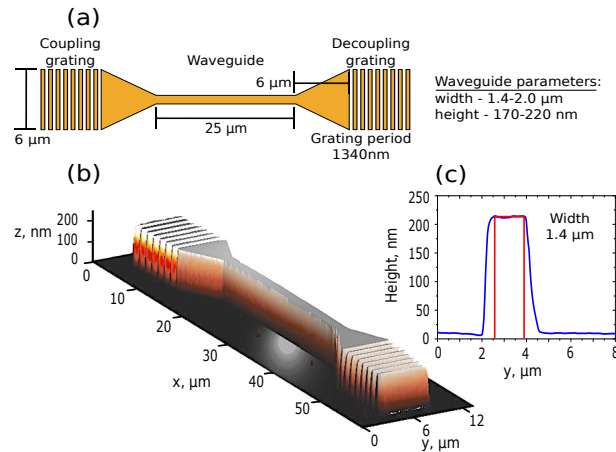 (a)
Coupling
grating
Waveguide
Decoupling
grating
6 µm
Waveguide parameters:
width - 1.4-2.0 µm
height - 170-220 nm
6 µm
25 µm
Grating period
1340nm
(b)
z, nm
200
100
0
0
10
20
30
40
50
x, µm
0
6
12
y, µm
(c)
250
200
150
100
50
0
Height, nm
Width
1.4 µm
0 2 4 6 8
y, µm